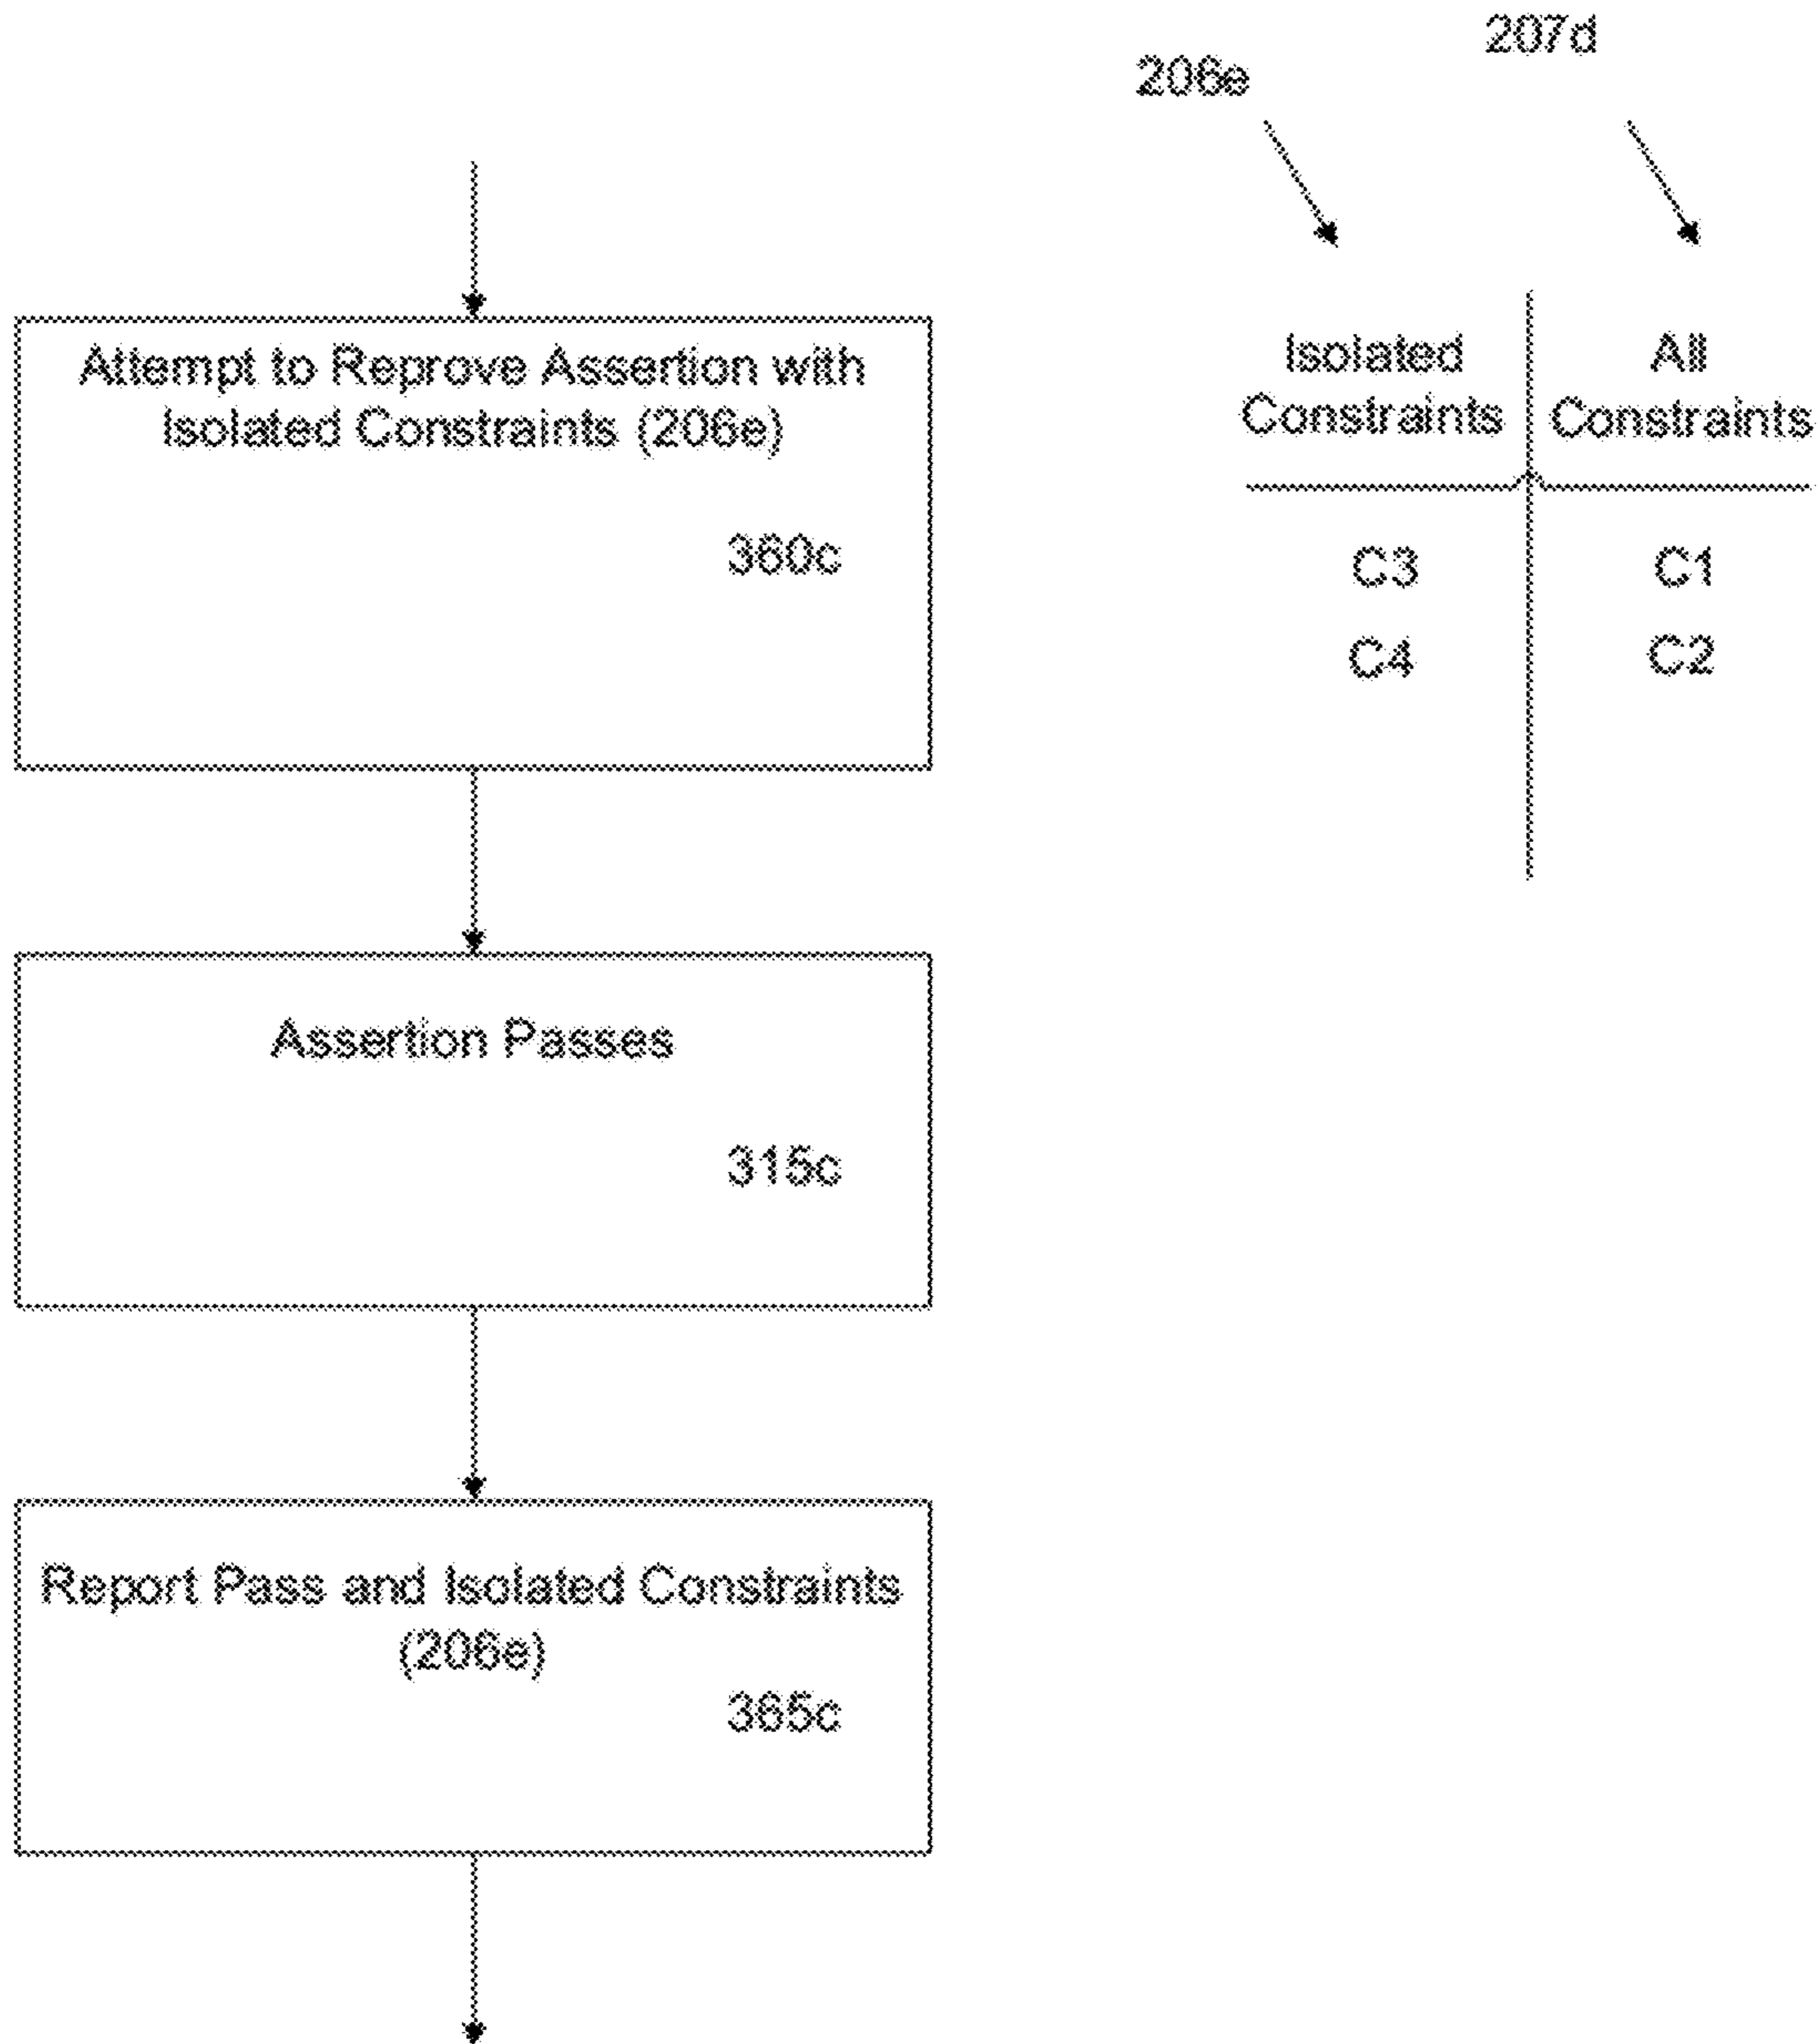 207d
206e
Attempt to Reprove Assertion with
Isolated Constraints (206e)
360c
Isolated
Constraints
All
Constraints
C3
C1
C4
C2
Assertion Passes
315c
Report Pass and Isolated Constraints
(206e)
365c